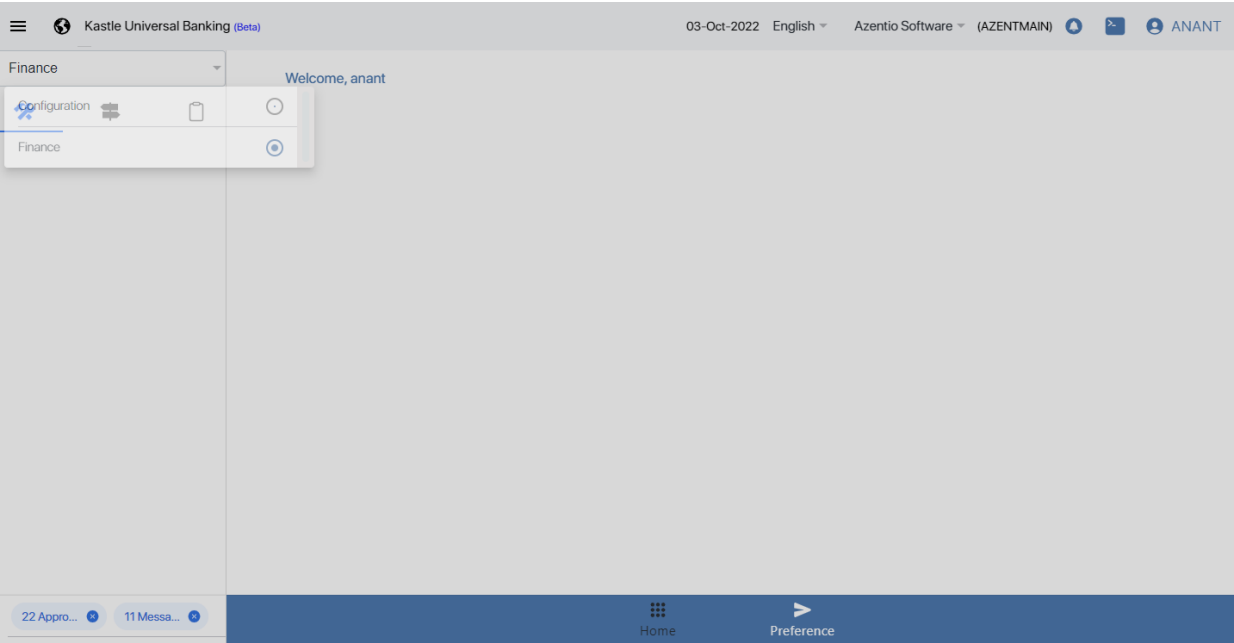 Kastle Universal Banking (Beta) 03-Oct-2022 English Azentio Software (AZENTMAIN) ANANT
Finance
Welcome, anant
Configuration
Finance
22 Appro... 11 Messa...
Home Preference